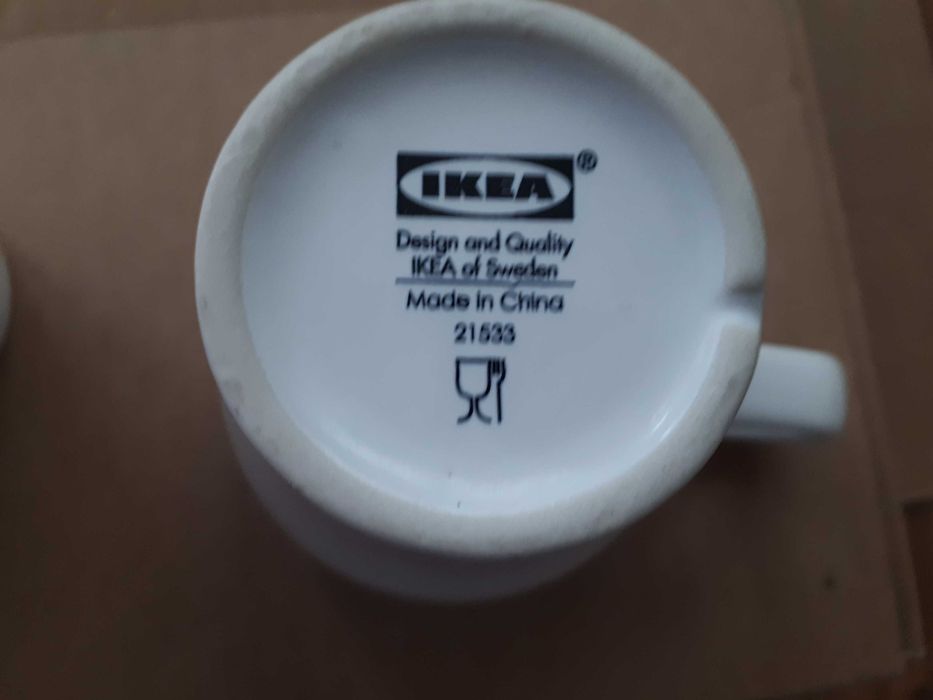 IKEA®
Design and Quality
IKEA of Sweden
Made in China
21533